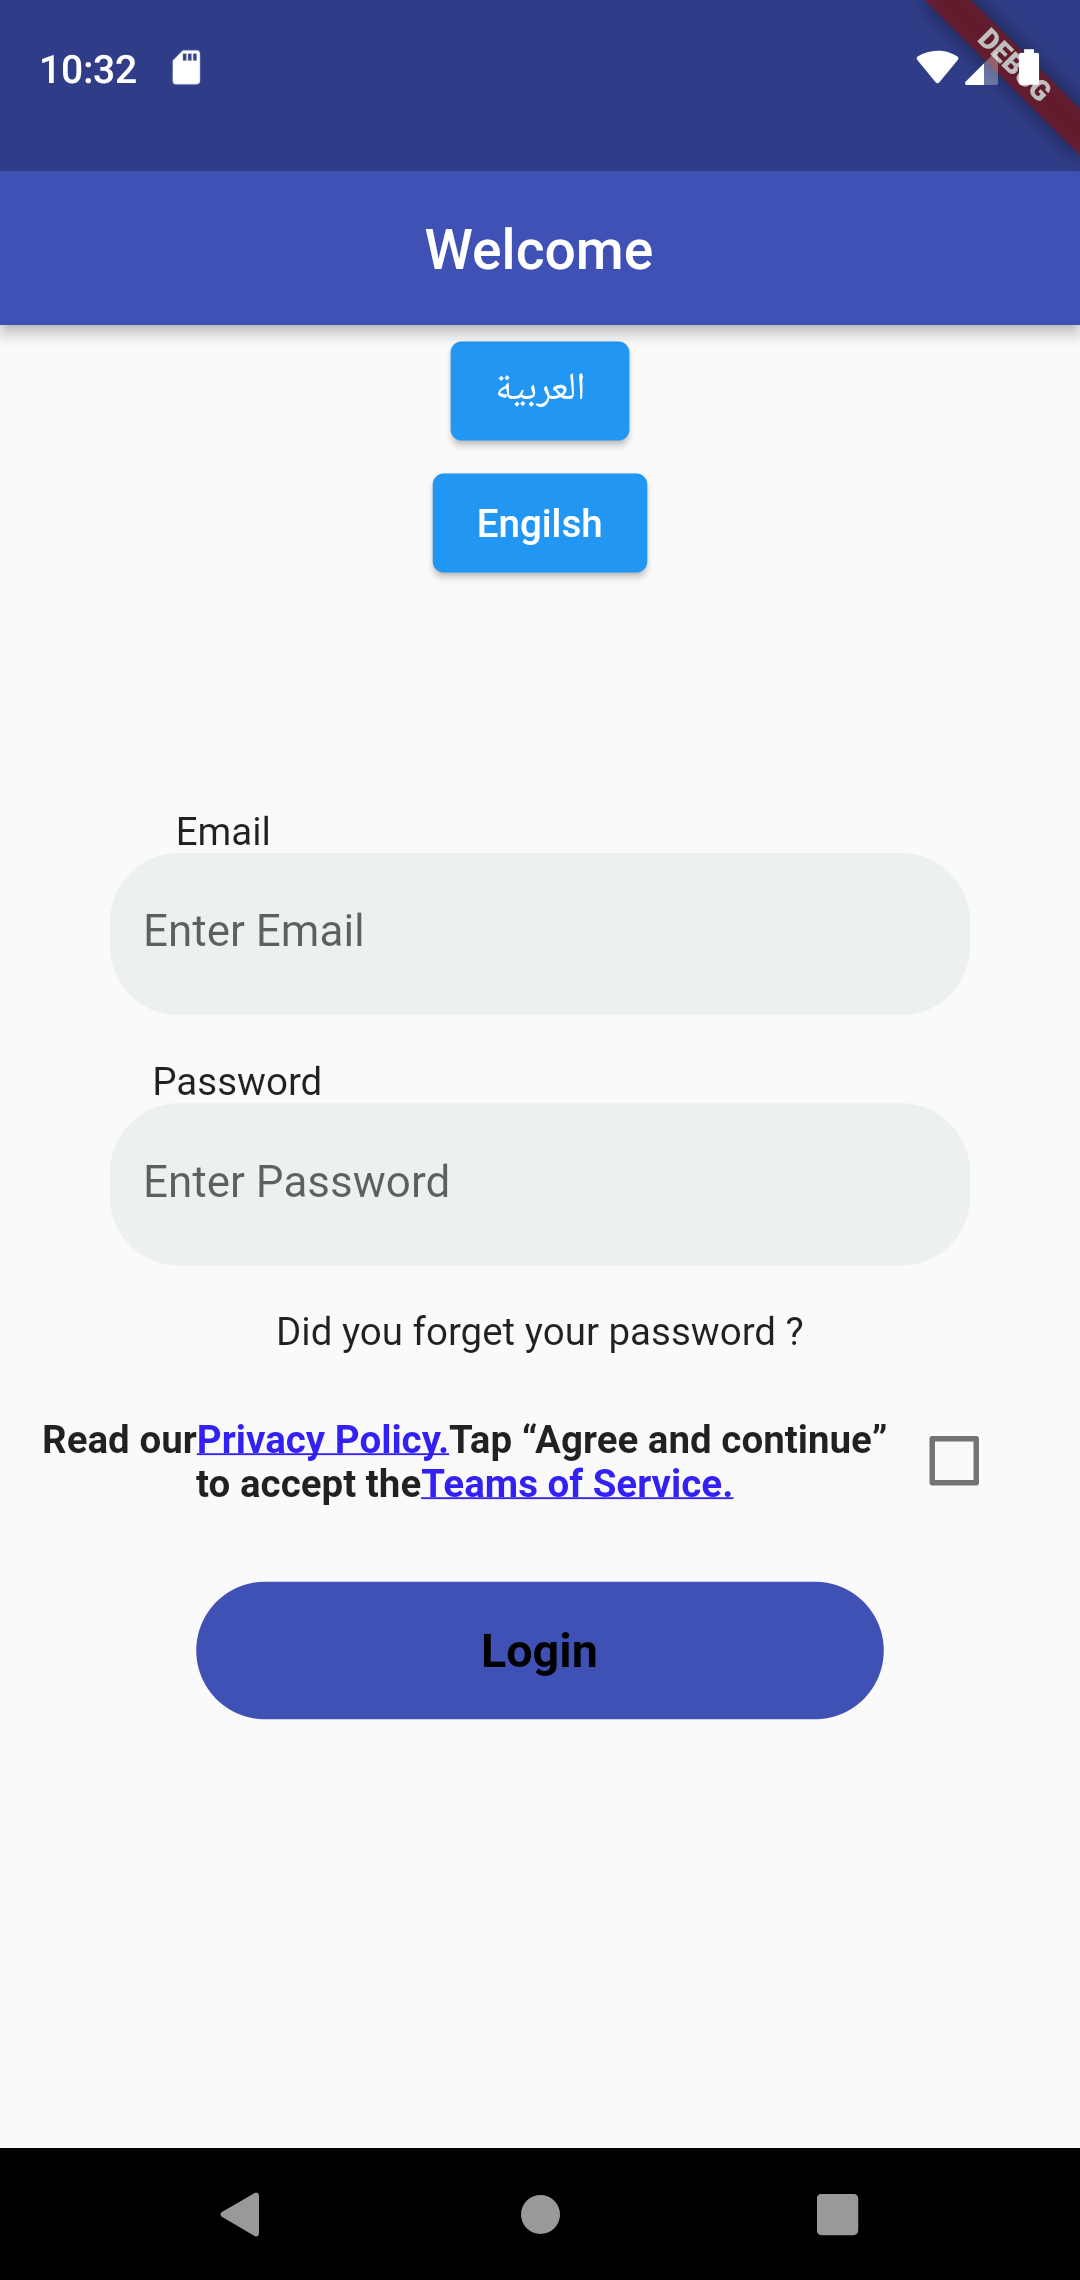 10:32
DEBUG
Welcome
العربية
Engilsh
Email
Enter Email
Password
Enter Password
Did you forget your password ?
Read ourPrivacy Policy.Tap “Agree and continue”
to accept theTeams of Service.
Login